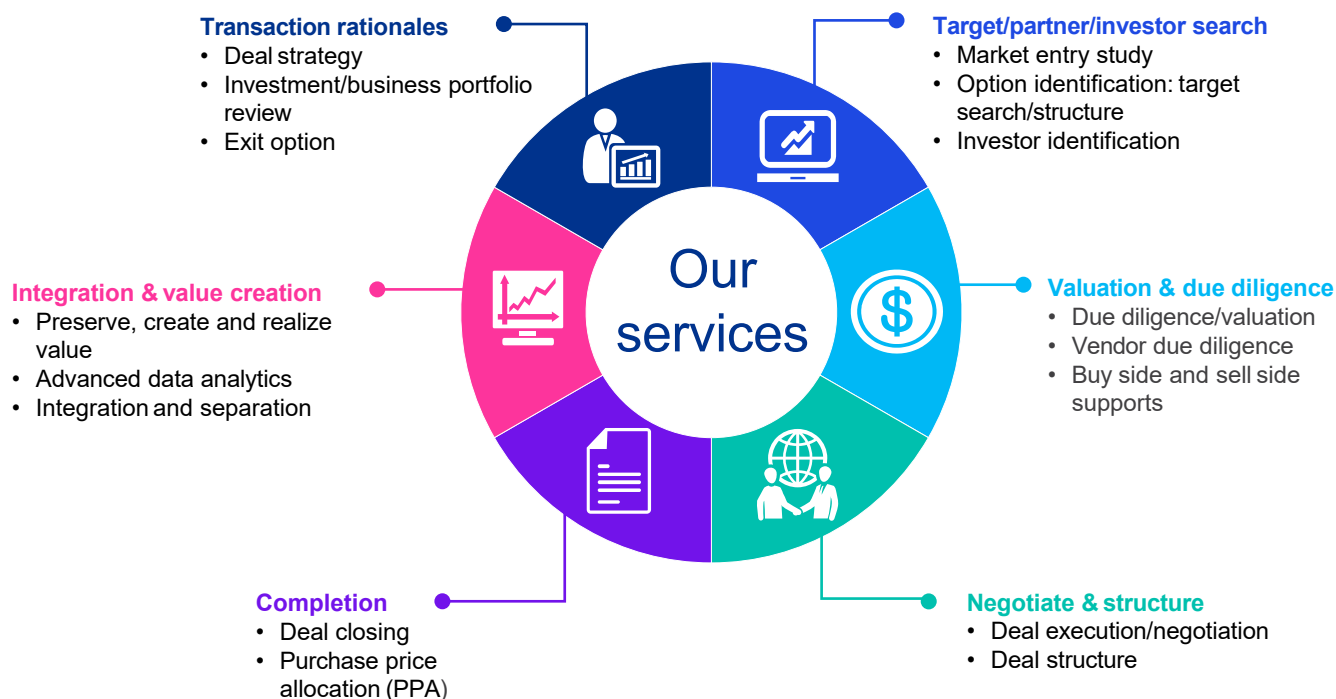 Transaction rationales
• Deal strategy
• Investment/business portfolio
review
• Exit option
Target/partner/investor search
• Market entry study
• Option identification: target
search/structure
• Investor identification
Our
services
Integration & value creation
• Preserve, create and realize
value
• Advanced data analytics
• Integration and separation
Valuation & due diligence
• Due diligence/valuation
• Vendor due diligence
• Buy side and sell side
supports
$
Completion
• Deal closing
• Purchase price
allocation (PPA)
Negotiate & structure
• Deal execution/negotiation
• Deal structure